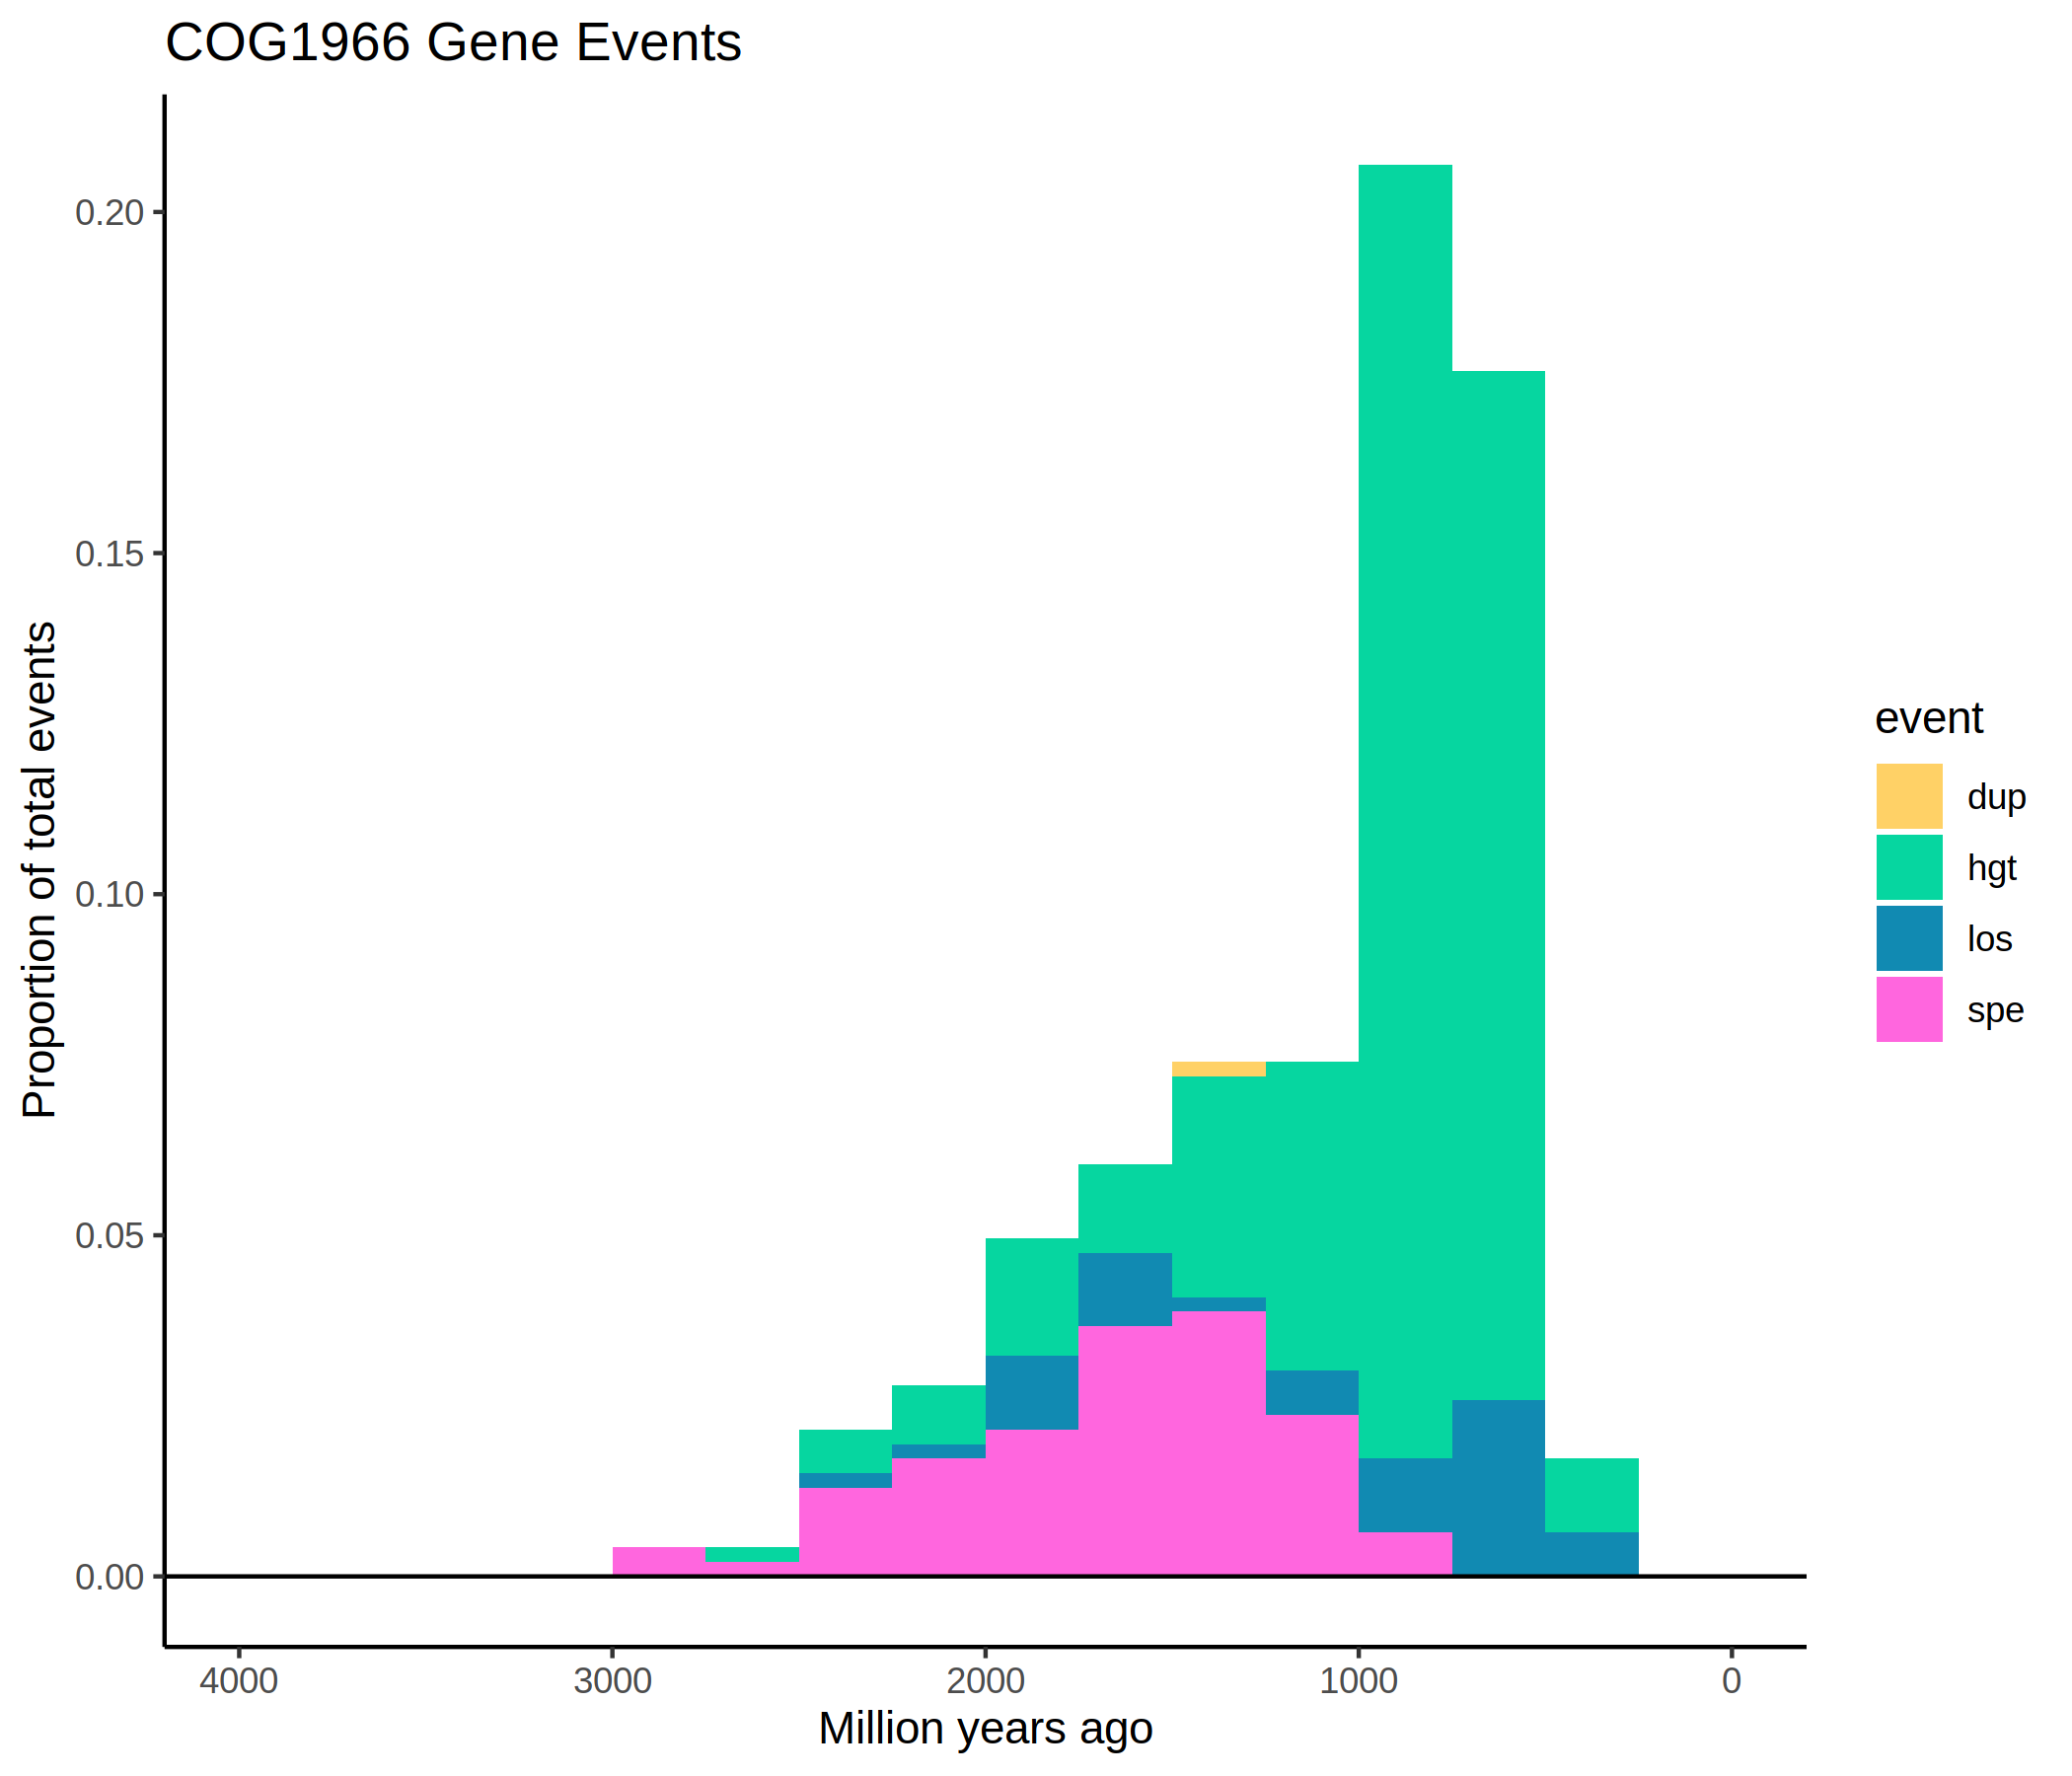 COG1966 Gene Events
Proportion of total events
0.20
0.15
0.10
0.05
0.00
4000
3000
2000
1000
0
Million years ago
event
dup
hgt
los
spe